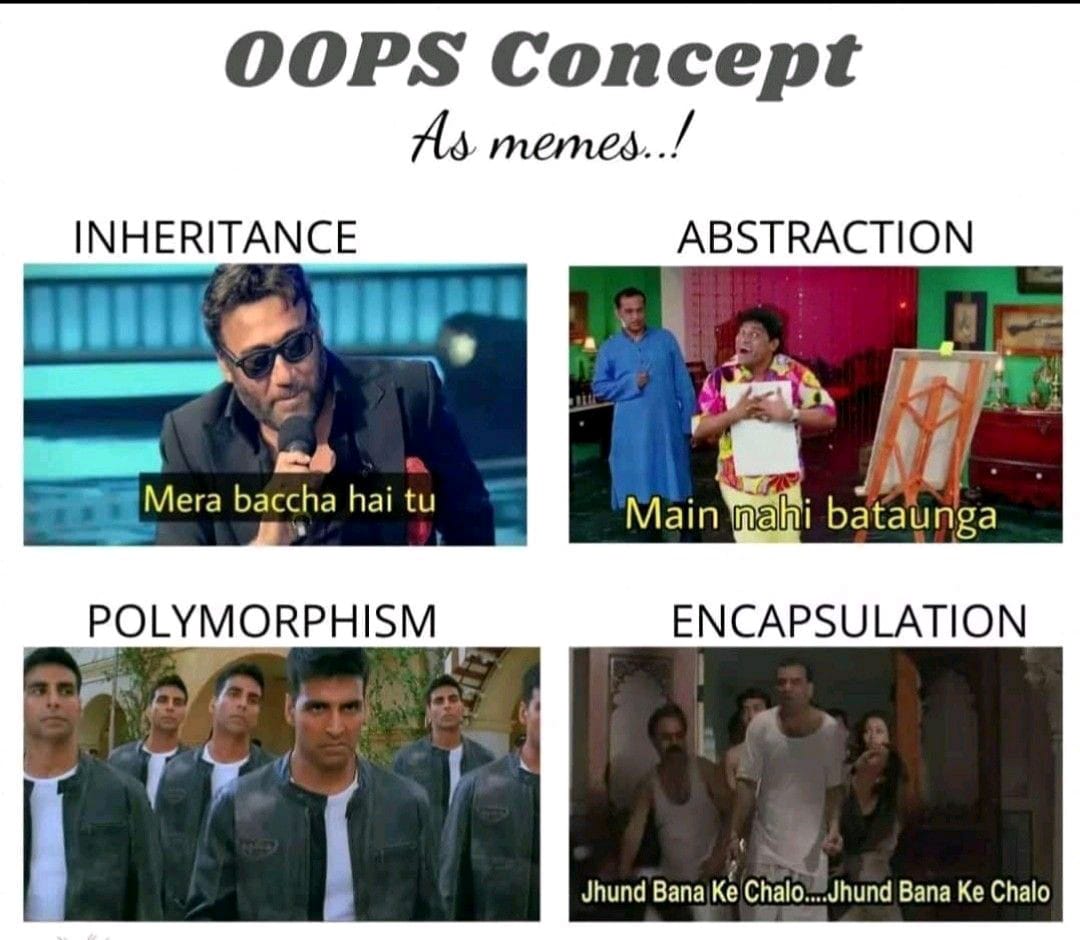 OOPS Concept
As memes..!
INHERITANCE
ABSTRACTION
Mera baccha hai tu
Main nahi bataunga
POLYMORPHISM
ENCAPSULATION
Jhund Bana Ke Chalo....Jhund Bana Ke Chalo